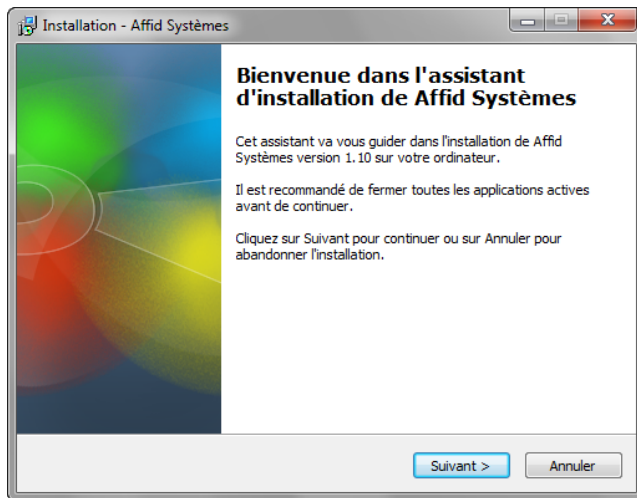 Installation - Affid Systèmes
Bienvenue dans l'assistant
d'installation de Affid Systèmes
Cet assistant va vous guider dans l'installation de Affid
Systèmes version 1.10 sur votre ordinateur.
Il est recommandé de fermer toutes les applications actives
avant de continuer.
Cliquez sur Suivant pour continuer ou sur Annuler pour
abandonner l'installation.
Suivant >
Annuler